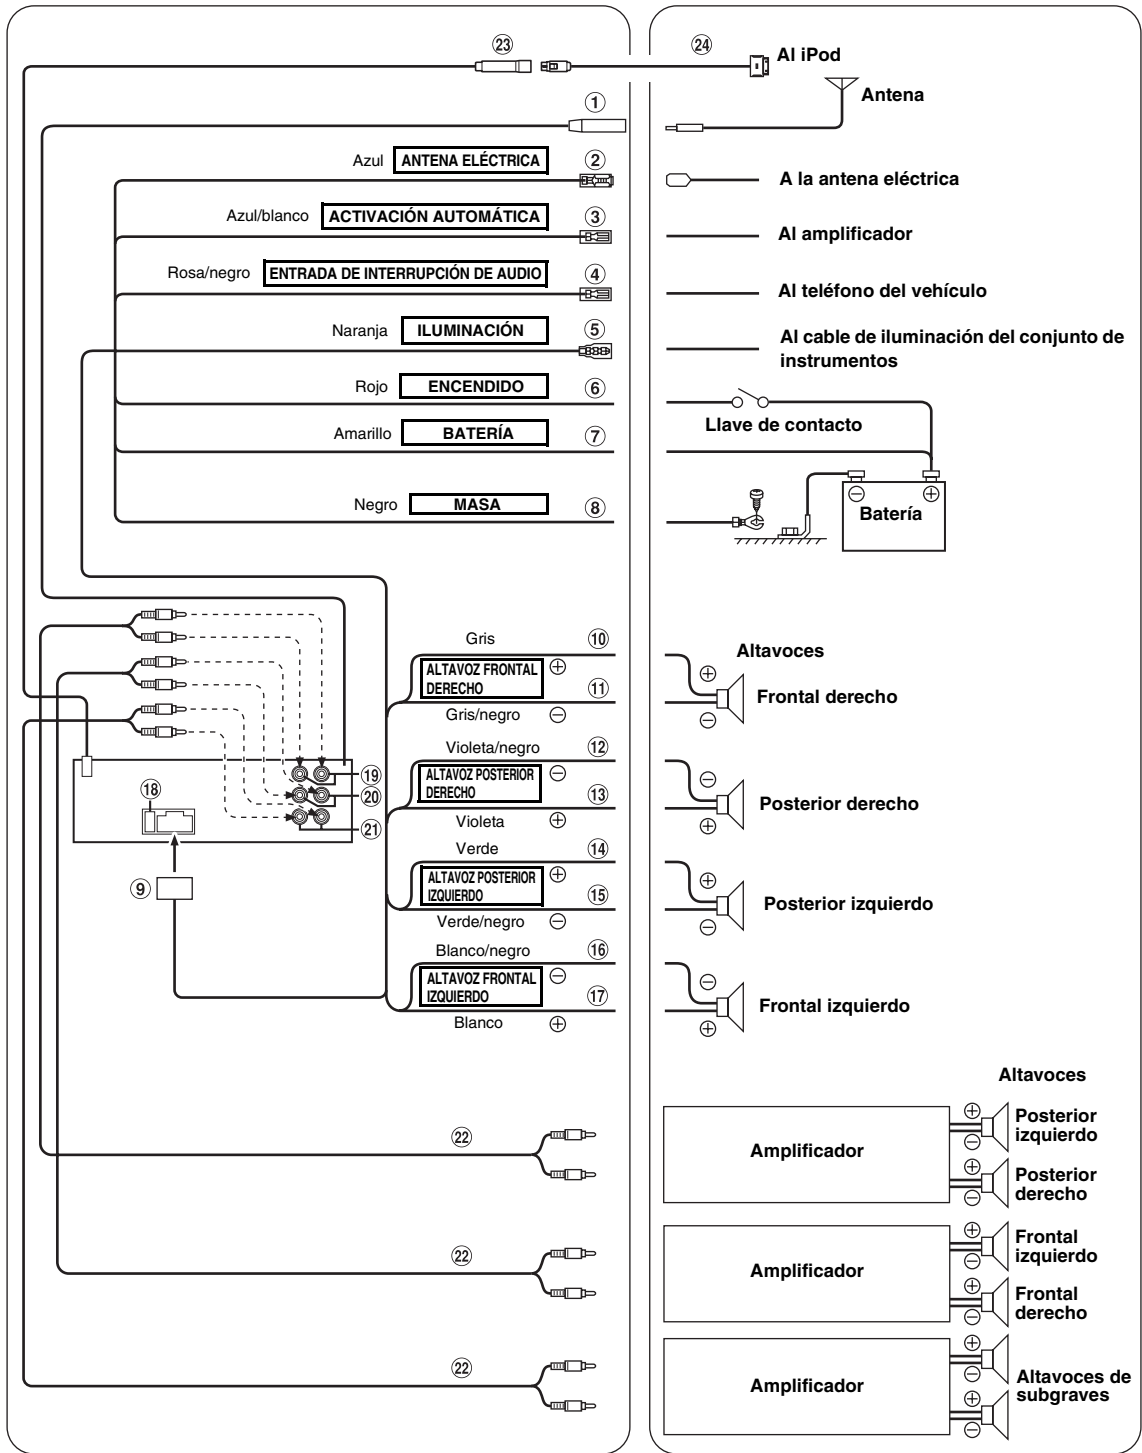 ㉓
㉔
Al iPod
Antena
①
Azul ANTENA ELÉCTRICA ②
A la antena eléctrica
Azul/blanco ACTIVACIÓN AUTOMÁTICA ③
Al amplificador
Rosa/negro ENTRADA DE INTERRUPCIÓN DE AUDIO ④
Al teléfono del vehículo
Naranja ILUMINACIÓN ⑤
Al cable de iluminación del conjunto de
instrumentos
Rojo ENCENDIDO ⑥
Llave de contacto
Amarillo BATERÍA ⑦
Negro MASA ⑧
⊖ ⊕
Batería
Gris ⑩
ALTAVOZ FRONTAL
DERECHO
⊕
⑪
Gris/negro ⊖
Altavoces
⊕
Frontal derecho
⊖
Violeta/negro ⑫
ALTAVOZ POSTERIOR
DERECHO
⊖
⑬
Violeta ⊕
⊖
Posterior derecho
⊕
⑱
⑲
⑳
㉑
⑨
Verde ⑭
ALTAVOZ POSTERIOR
IZQUIERDO
⊕
⑮
Verde/negro ⊖
⊕
Posterior izquierdo
⊖
Blanco/negro ⑯
ALTAVOZ FRONTAL
IZQUIERDO
⊖
⑰
Blanco ⊕
⊖
Frontal izquierdo
⊕
Altavoces
㉒
Amplificador
⊕
⊖
Posterior
izquierdo
⊕
⊖
Posterior
derecho
㉒
Amplificador
⊕
⊖
Frontal
izquierdo
⊕
⊖
Frontal
derecho
㉒
Amplificador
⊕
⊖
⊕
⊖
Altavoces de
subgraves